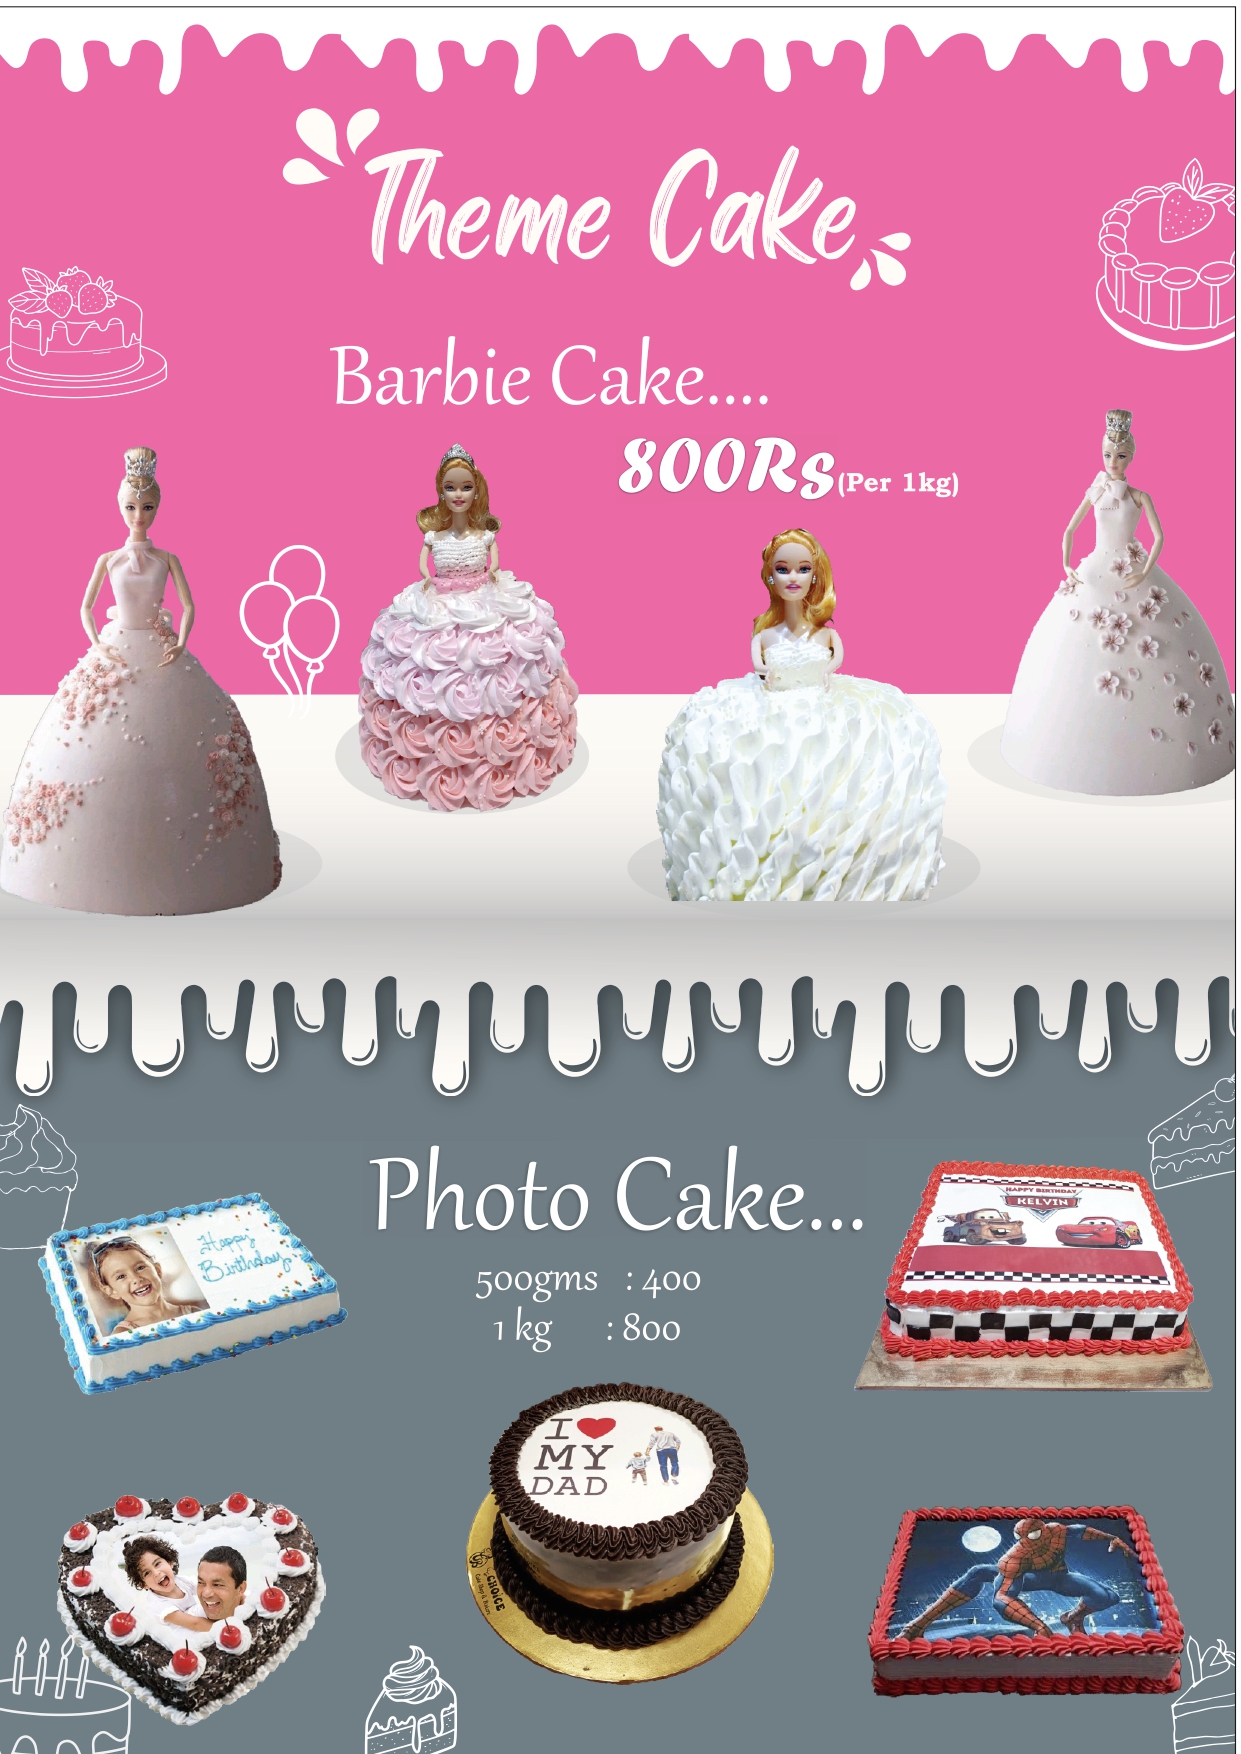 Theme Cake
Barbie Cake....
800Rs(Per 1kg)
Photo Cake...
500gms : 400
1 kg : 800
Happy
Birthday
HAPPY BIRTHDAY
KELVIN
I ❤ MY
DAD
CHOICE